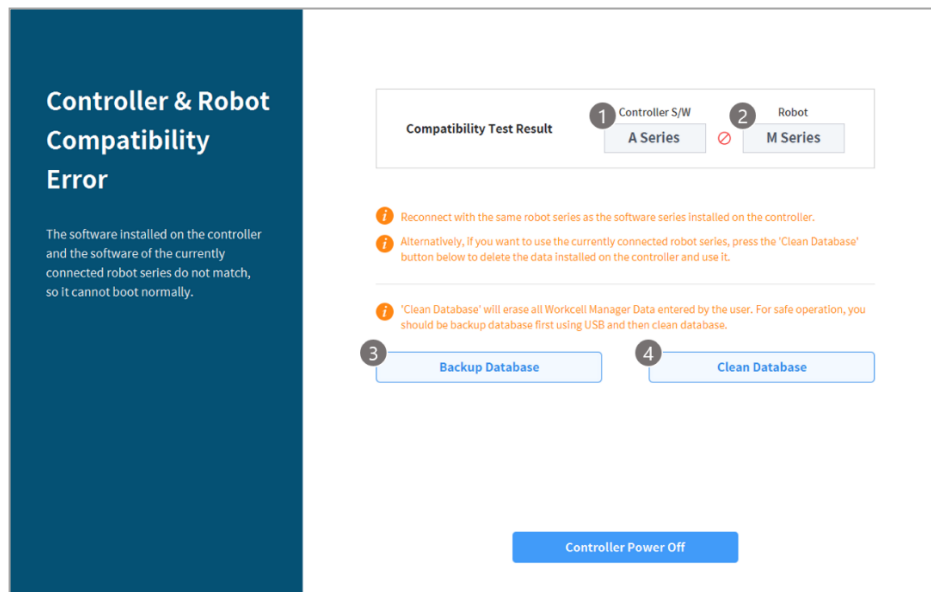 Controller & Robot
Compatibility
Error
The software installed on the controller
and the software of the currently
connected robot series do not match,
so it cannot boot normally.
Compatibility Test Result
1 Controller S/W
A Series
2 Robot
M Series
i Reconnect with the same robot series as the software series installed on the controller.
i Alternatively, if you want to use the currently connected robot series, press the 'Clean Database'
button below to delete the data installed on the controller and use it.
i 'Clean Database' will erase all Workcell Manager Data entered by the user. For safe operation, you
should be backup database first using USB and then clean database.
3 Backup Database
4 Clean Database
Controller Power Off